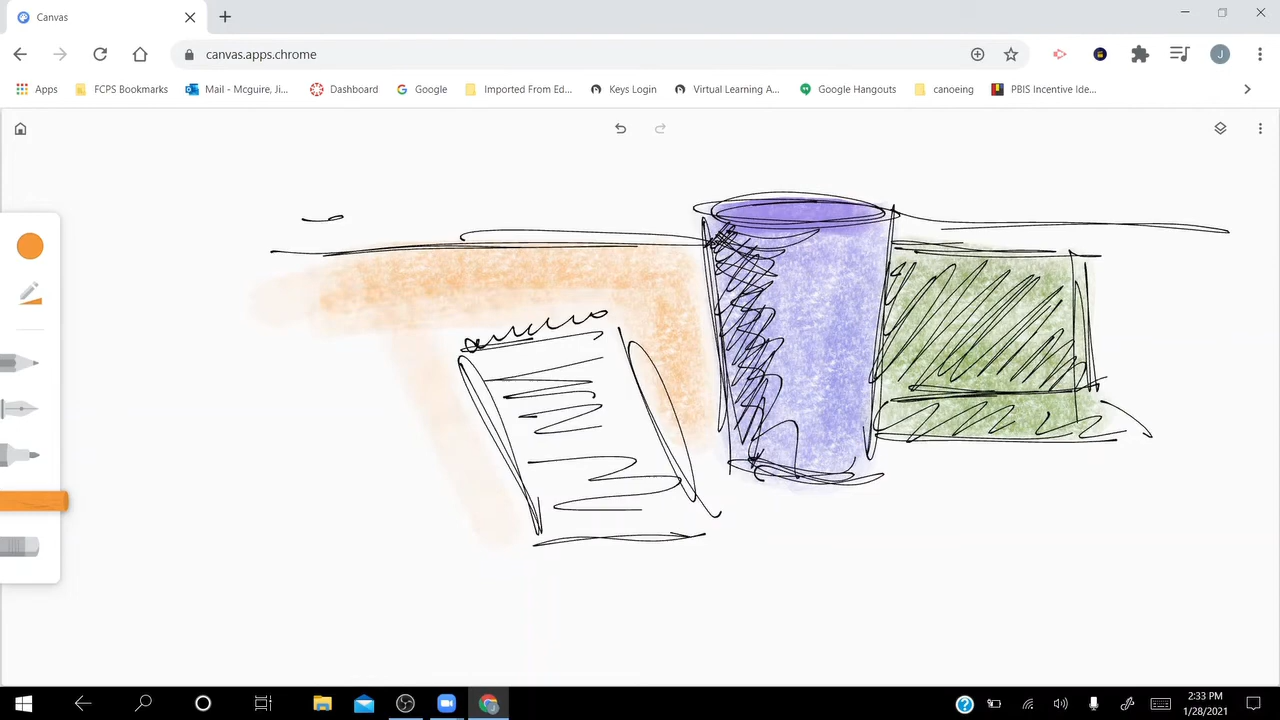 Canvas
canvas.apps.chrome
J
Apps
FCPS Bookmarks
Mail - Mcguire, Ji...
Dashboard
Google
Imported From Ed...
Keys Login
Virtual Learning A...
Google Hangouts
canoeing
PBIS Incentive Ide...
2:33 PM
1/28/2021